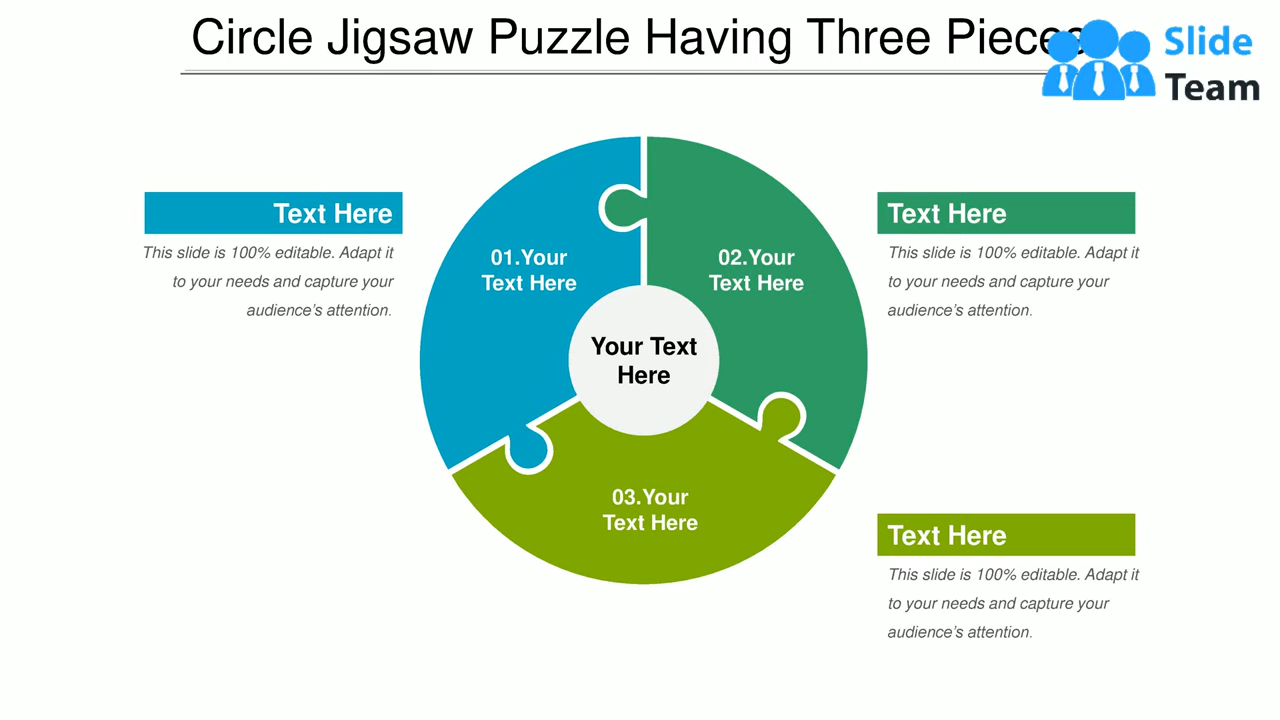 Circle Jigsaw Puzzle Having Three Pieces
Slide
Team
Text Here
This slide is 100% editable. Adapt it
to your needs and capture your
audience's attention.
01.Your
Text Here
02.Your
Text Here
Your Text
Here
03.Your
Text Here
Text Here
This slide is 100% editable. Adapt it
to your needs and capture your
audience's attention.
Text Here
This slide is 100% editable. Adapt it
to your needs and capture your
audience's attention.